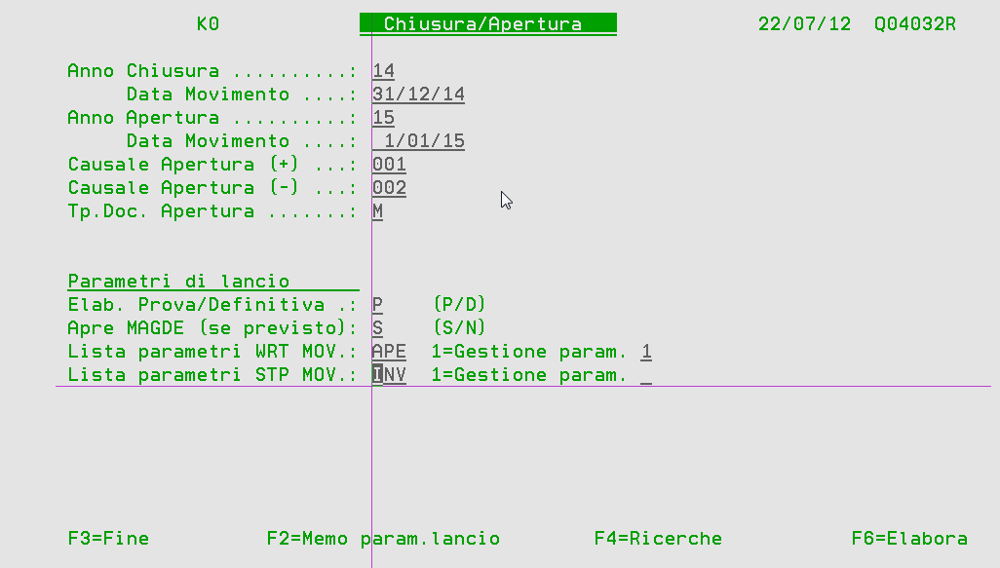 K0 Chiusura/Apertura 22/07/12 Q04032R
Anno Chiusura ..........: 14
Data Movimento ....: 31/12/14
Anno Apertura ..........: 15
Data Movimento ....: 1/01/15
Causale Apertura (+) ...: 001
Causale Apertura (-) ...: 002
Tp.Doc. Apertura .......: M
Parametri di lancio
Elab. Prova/Definitiva .: P (P/D)
Apre MAGDE (se previsto): S (S/N)
Lista parametri WRT MOV.: APE 1=Gestione param. 1
Lista parametri STP MOV.: INV 1=Gestione param. _
F3=Fine F2=Memo param.lancio F4=Ricerche F6=Elabora